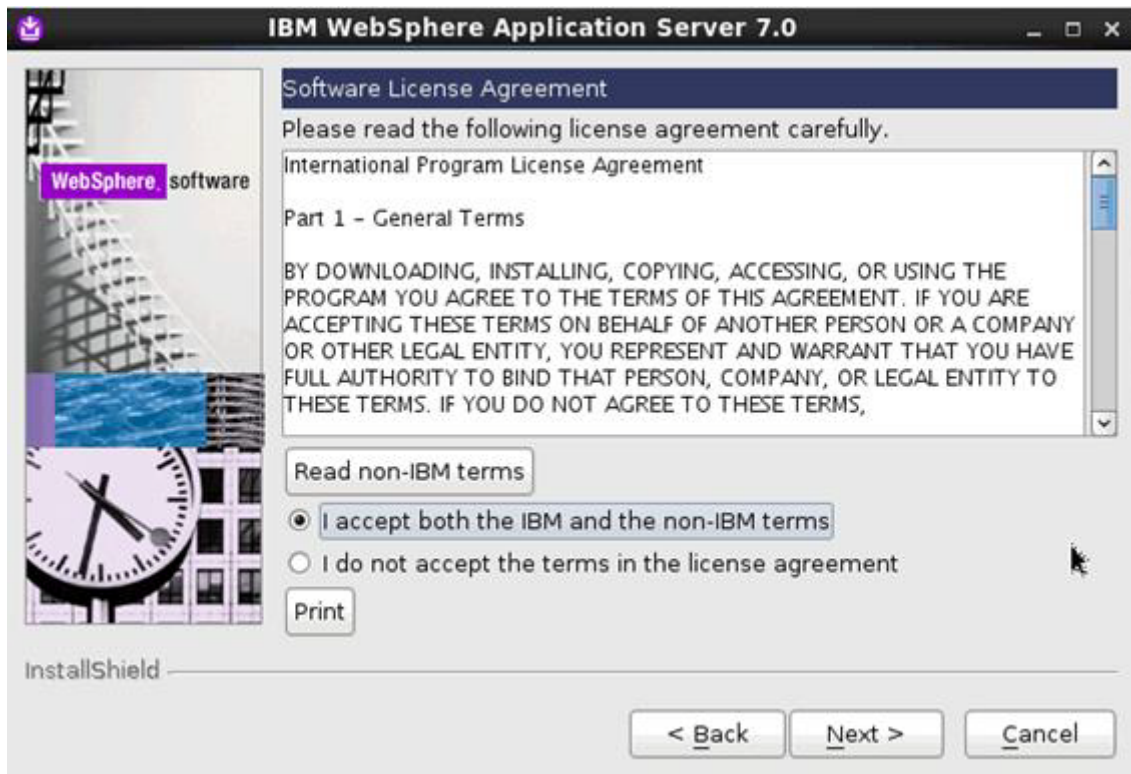 IBM WebSphere Application Server 7.0
WebSphere. software
Software License Agreement
Please read the following license agreement carefully.
International Program License Agreement
Part 1 – General Terms
BY DOWNLOADING, INSTALLING, COPYING, ACCESSING, OR USING THE
PROGRAM YOU AGREE TO THE TERMS OF THIS AGREEMENT. IF YOU ARE
ACCEPTING THESE TERMS ON BEHALF OF ANOTHER PERSON OR A COMPANY
OR OTHER LEGAL ENTITY, YOU REPRESENT AND WARRANT THAT YOU HAVE
FULL AUTHORITY TO BIND THAT PERSON, COMPANY, OR LEGAL ENTITY TO
THESE TERMS. IF YOU DO NOT AGREE TO THESE TERMS,
Read non-IBM terms
I accept both the IBM and the non-IBM terms
I do not accept the terms in the license agreement
Print
InstallShield
< Back
Next >
Cancel